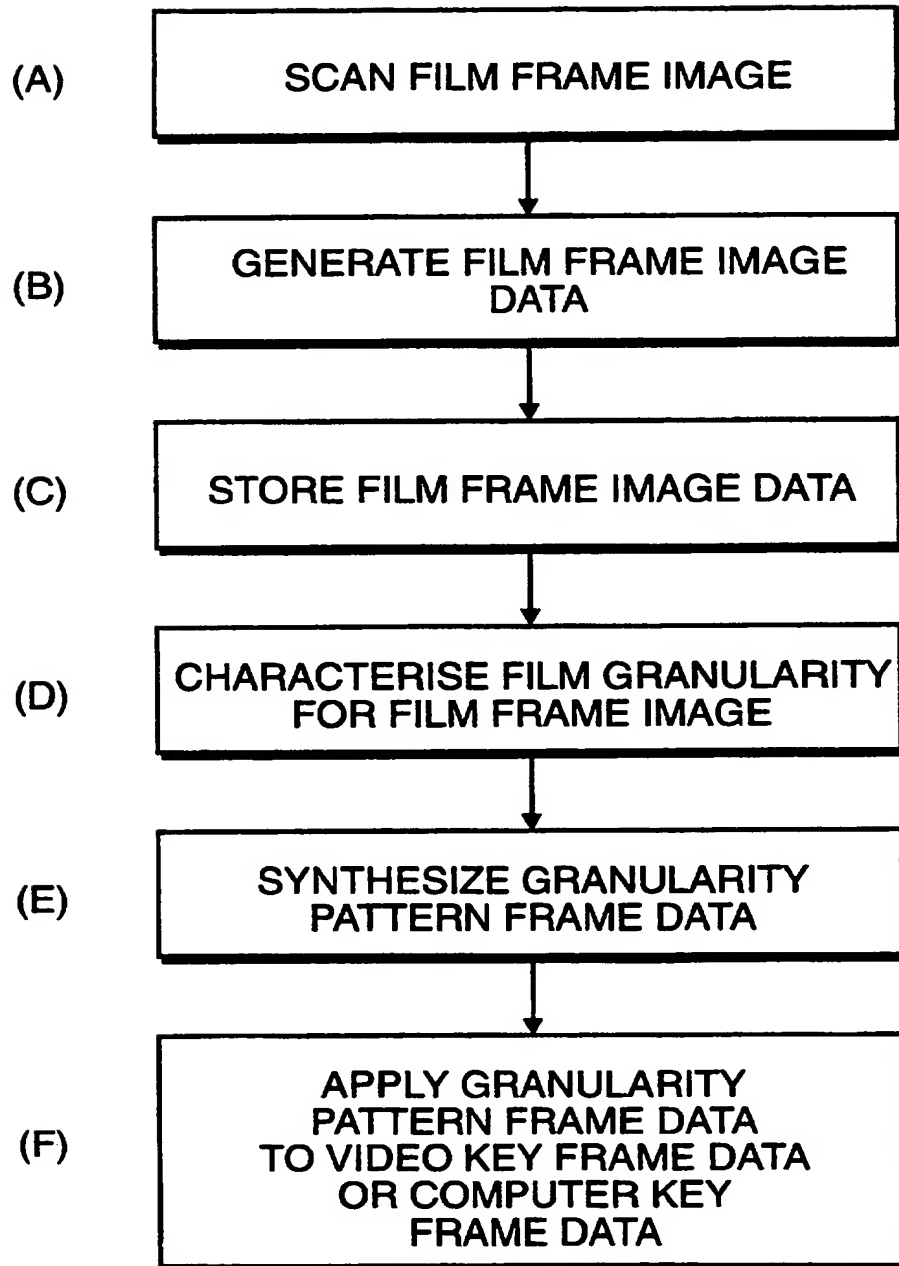 (A)
SCAN FILM FRAME IMAGE
(B)
GENERATE FILM FRAME IMAGE
DATA
(C)
STORE FILM FRAME IMAGE DATA
(D)
CHARACTERISE FILM GRANULARITY
FOR FILM FRAME IMAGE
(E)
SYNTHESIZE GRANULARITY
PATTERN FRAME DATA
(F)
APPLY GRANULARITY
PATTERN FRAME DATA
TO VIDEO KEY FRAME DATA
OR COMPUTER KEY
FRAME DATA